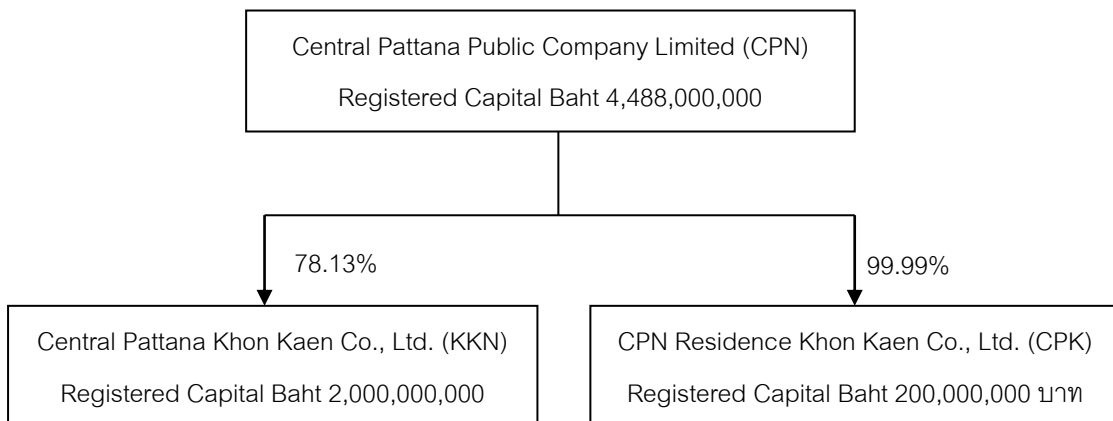 Central Pattana Public Company Limited (CPN)
Registered Capital Baht 4,488,000,000
78.13%
99.99%
Central Pattana Khon Kaen Co., Ltd. (KKN)
Registered Capital Baht 2,000,000,000
CPN Residence Khon Kaen Co., Ltd. (CPK)
Registered Capital Baht 200,000,000 บาท